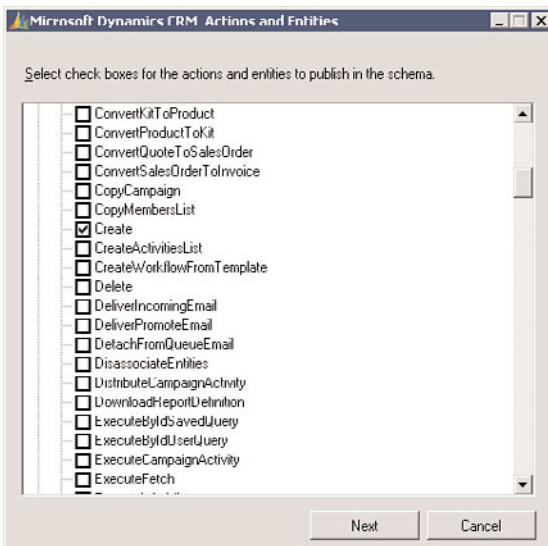 Microsoft Dynamics CRM Actions and Entities
Select check boxes for the actions and entities to publish in the schema.
ConvertKitToProduct
ConvertProductToKit
ConvertQuoteToSalesOrder
ConvertSalesOrderToInvoice
CopyCampaign
CopyMembersList
Create
CreateActivitiesList
CreateWorkflowFromTemplate
Delete
DeliverIncomingEmail
DeliverPromoteEmail
DetachFromQueueEmail
DisassociateEntities
DistributeCampaignActivity
DownloadReportDefinition
ExecuteByIdSavedQuery
ExecuteByIdUserQuery
ExecuteCampaignActivity
ExecuteFetch
Next Cancel